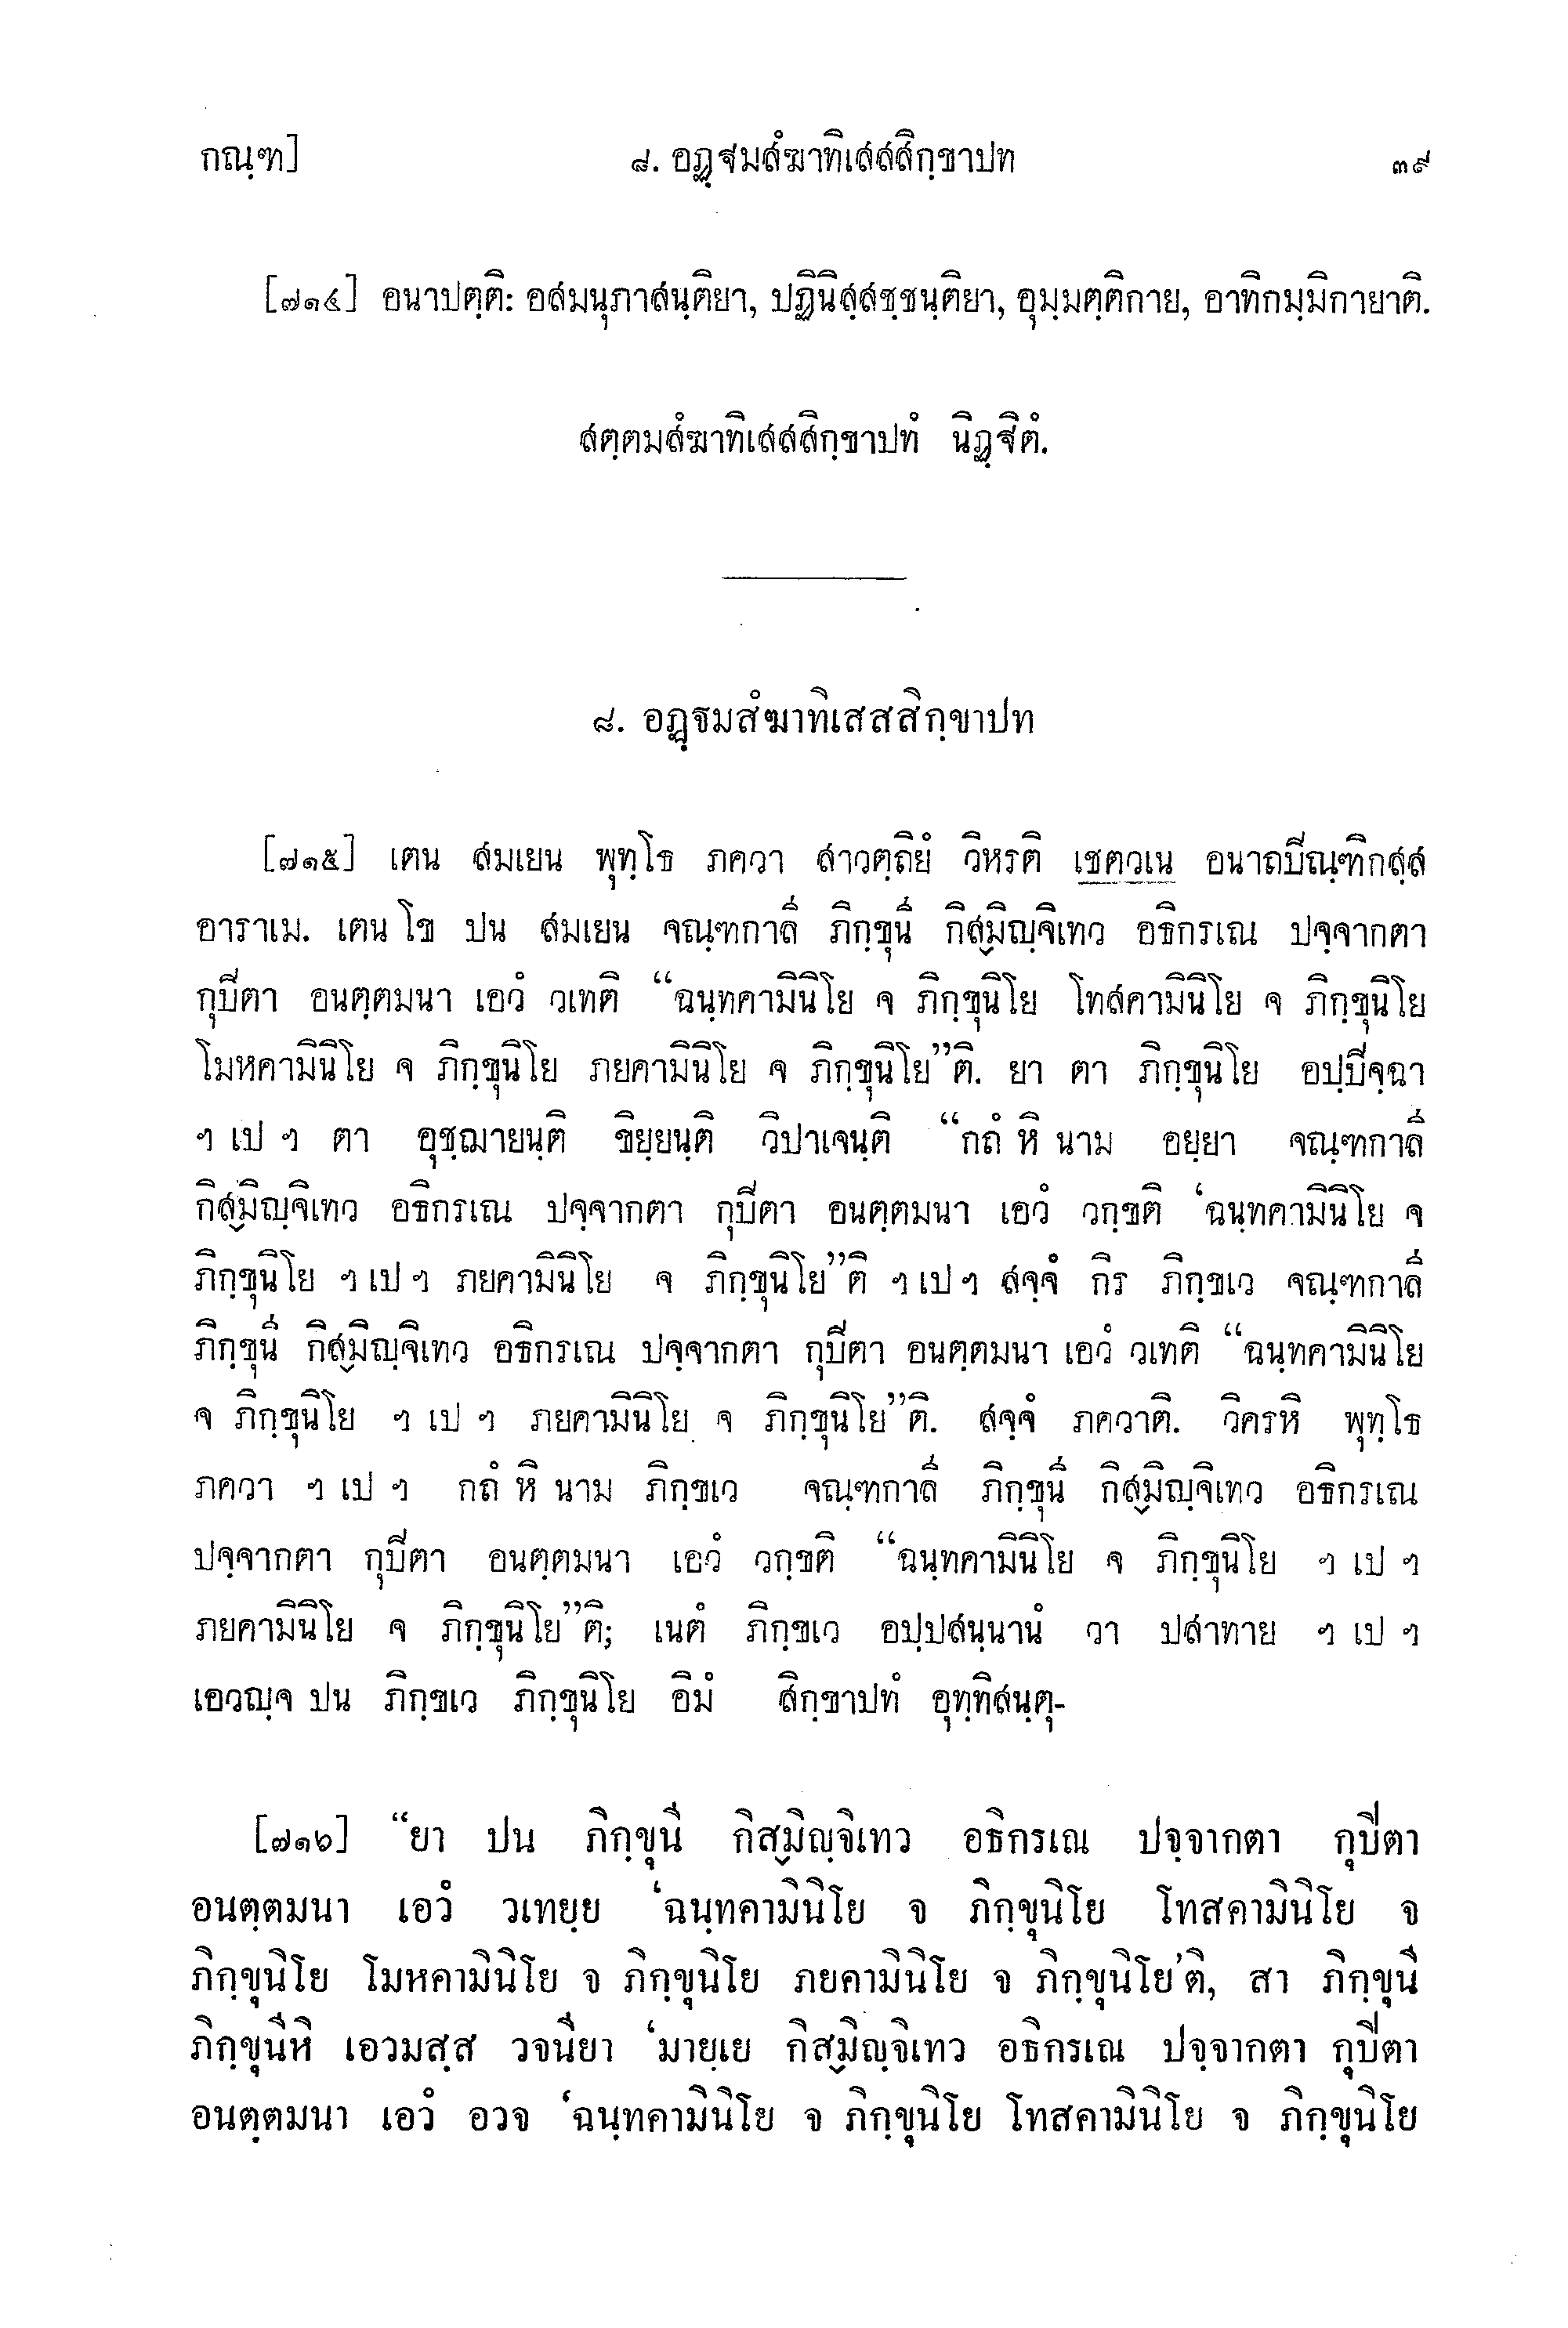 กณฺฑ]
๘. อฏฺฐมสํฆาทิเสสสิกฺขาปท
๓๙
[๗๑๔] อนาปตฺติ: อสมนุภาสนฺติยา, ปฏินิสฺสชฺชนฺติยา, อุมฺมตฺติกาย, อาทิกมฺมิกายาติ.
สตฺตมสํฆาทิเสสสิกฺขาปทํ นิฏฺฐิตํ.
๘. อฏฺฐมสํฆาทิเสสสิกฺขาปท
[๗๑๕] เตน สมเยน พุทฺโธ ภควา สาวตฺถิยํ วิหรติ เชตวเน อนาถปิณฺฑิกสฺส
อาราเม. เตน โข ปน สมเยน จณฺฑกาลี ภิกฺขุนี กิสฺมิญฺจิเทว อธิกรเณ ปจฺจากตา
กุปิตา อนตฺตมนา เอวํ วเทติ “ฉนฺทคามินิโย จ ภิกฺขุนิโย โทสคามินิโย จ ภิกฺขุนิโย
โมหคามินิโย จ ภิกฺขุนิโย ภยคามินิโย จ ภิกฺขุนิโย”ติ. ยา ตา ภิกฺขุนิโย อปฺปิจฺฉา
ฯ เป ฯ ตา อุชฺฌายนฺติ ขิยฺยนฺติ วิปาเจนฺติ “กถํ หิ นาม อยฺยา จณฺฑกาลี
กิสฺมิญฺจิเทว อธิกรเณ ปจฺจากตา กุปิตา อนตฺตมนา เอวํ วกฺขติ ‘ฉนฺทคามินิโย จ
ภิกฺขุนิโย ฯ เป ฯ ภยคามินิโย จ ภิกฺขุนิโย”ติ ฯ เป ฯ สจฺจํ กิร ภิกฺขเว จณฺฑกาลี
ภิกฺขุนี กิสฺมิญฺจิเทว อธิกรเณ ปจฺจากตา กุปิตา อนตฺตมนา เอวํ วเทติ “ฉนฺทคามินิโย
จ ภิกฺขุนิโย ฯ เป ฯ ภยคามินิโย จ ภิกฺขุนิโย”ติ. สจฺจํ ภควาติ. วิครหิ พุทฺโธ
ภควา ฯ เป ฯ กถํ หิ นาม ภิกฺขเว จณฺฑกาลี ภิกฺขุนี กิสฺมิญฺจิเทว อธิกรเณ
ปจฺจากตา กุปิตา อนตฺตมนา เอวํ วกฺขติ “ฉนฺทคามินิโย จ ภิกฺขุนิโย ฯ เป ฯ
ภยคามินิโย จ ภิกฺขุนิโย”ติ; เนตํ ภิกฺขเว อปฺปสนฺนานํ วา ปสาทาย ฯ เป ฯ
เอวญฺจ ปน ภิกฺขเว ภิกฺขุนิโย อิมํ สิกฺขาปทํ อุทฺทิสนฺตุ-
[๗๑๖] “ยา ปน ภิกฺขุนี กิสฺมิญฺจิเทว อธิกรเณ ปจฺจากตา กุปิตา
อนตฺตมนา เอวํ วเทยฺย ‘ฉนฺทคามินิโย จ ภิกฺขุนิโย โทสคามินิโย จ
ภิกฺขุนิโย โมหคามินิโย จ ภิกฺขุนิโย ภยคามินิโย จ ภิกฺขุนิโย’ติ, สา ภิกฺขุนี
ภิกฺขุนีหิ เอวมสฺส วจนียา ‘มายฺเย กิสฺมิญฺจิเทว อธิกรเณ ปจฺจากตา กุปิตา
อนตฺตมนา เอวํ อวจ ‘ฉนฺทคามินิโย จ ภิกฺขุนิโย โทสคามินิโย จ ภิกฺขุนิโย